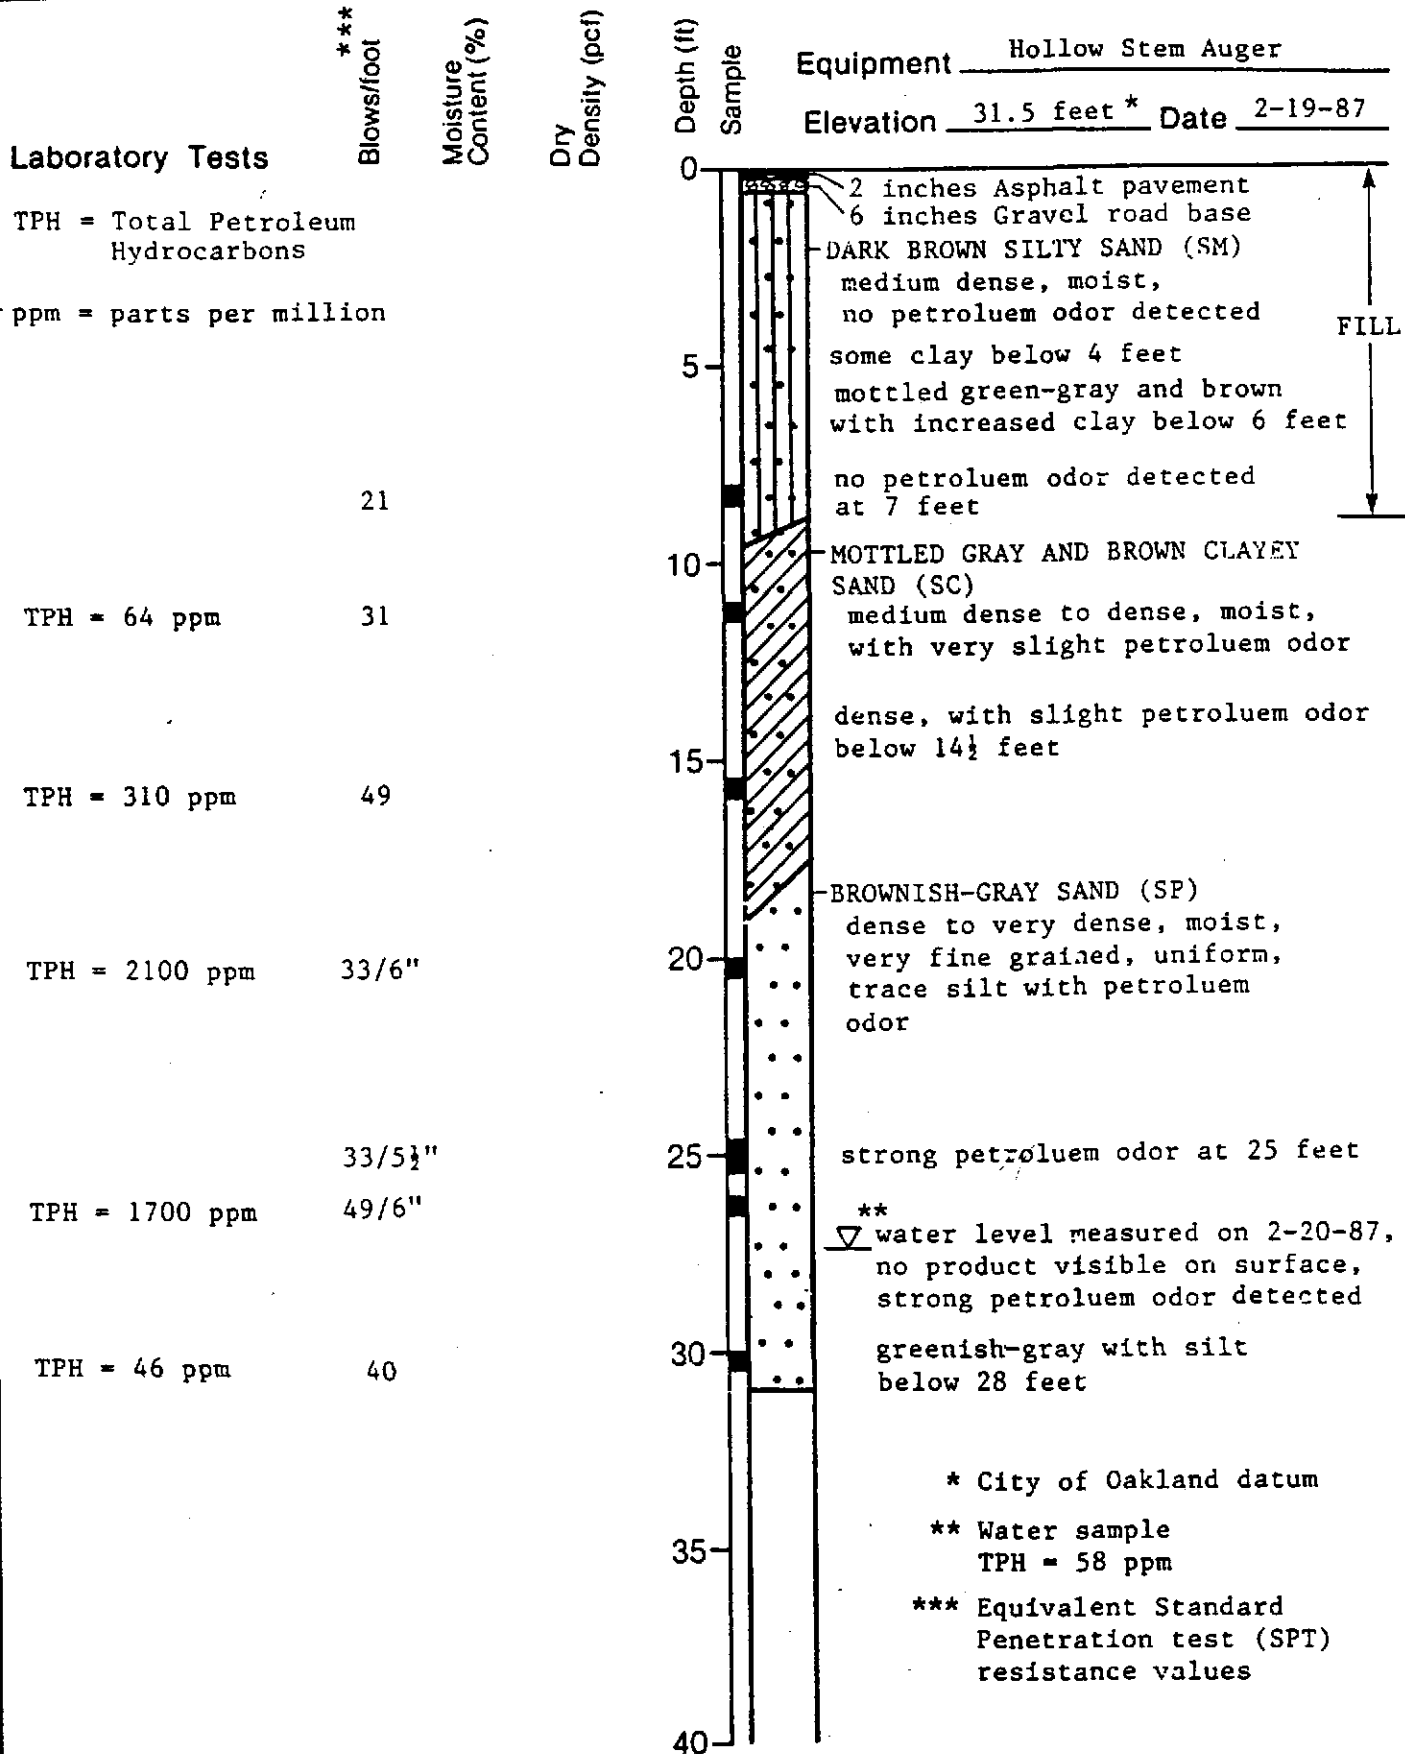 ***
Blows/foot
Moisture
Content (%)
Dry
Density (pcf)
Depth (ft)
Sample
Equipment Hollow Stem Auger
Elevation 31.5 feet * Date 2-19-87
Laboratory Tests
TPH = Total Petroleum
Hydrocarbons
ppm = parts per million
0
2 inches Asphalt pavement
6 inches Gravel road base
DARK BROWN SILTY SAND (SM)
medium dense, moist,
no petroluem odor detected
FILL
some clay below 4 feet
5
mottled green-gray and brown
with increased clay below 6 feet
no petroluem odor detected
at 7 feet
21
10
MOTTLED GRAY AND BROWN CLAYEY
SAND (SC)
medium dense to dense, moist,
with very slight petroluem odor
TPH = 64 ppm 31
dense, with slight petroluem odor
below 14½ feet
15
TPH = 310 ppm 49
BROWNISH-GRAY SAND (SP)
dense to very dense, moist,
very fine grained, uniform,
trace silt with petroluem
odor
20
TPH = 2100 ppm 33/6"
33/5½"
25
strong petroluem odor at 25 feet
TPH = 1700 ppm 49/6"
**
water level measured on 2-20-87,
no product visible on surface,
strong petroluem odor detected
30
greenish-gray with silt
below 28 feet
TPH = 46 ppm 40
* City of Oakland datum
** Water sample
TPH = 58 ppm
35
*** Equivalent Standard
Penetration test (SPT)
resistance values
40